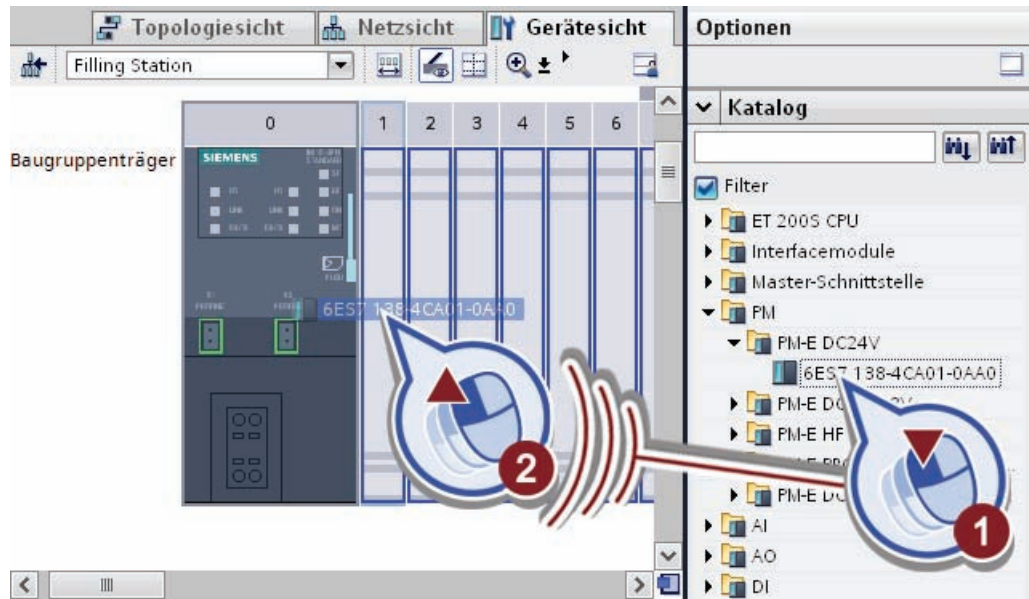 Topologiesicht Netzsicht Gerätesicht
Filling Station
0 1 2 3 4 5 6
Baugruppenträger
SIEMENS
6ES7 138-4CA01-0AA0
2
Optionen
Katalog
Filter
ET 200S CPU
Interfacemodule
Master-Schnittstelle
PM
PM-E DC24V
6ES7 138-4CA01-0AA0
PM-E
PM-E HF
PM-E
1
AI
AO
DI